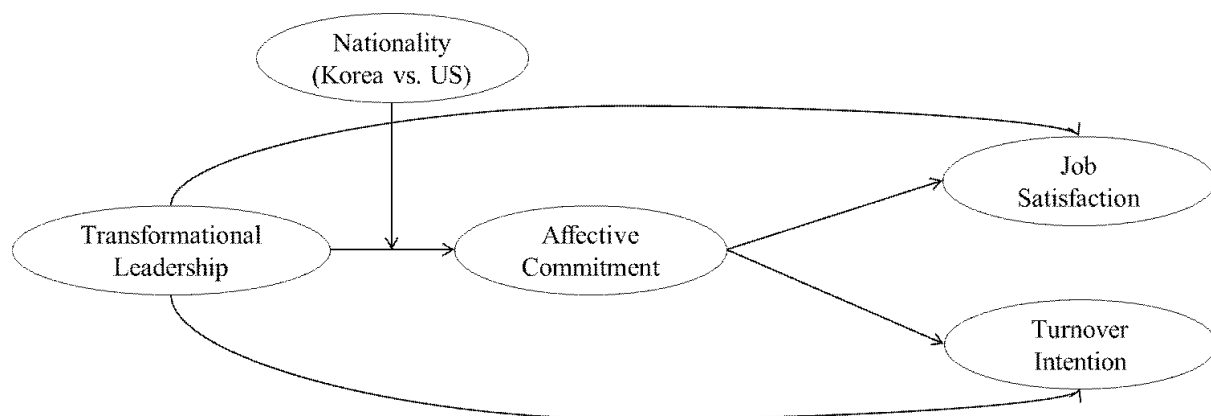 Nationality
(Korea vs. US)
Job
Satisfaction
Transformational
Leadership
Affective
Commitment
Turnover
Intention